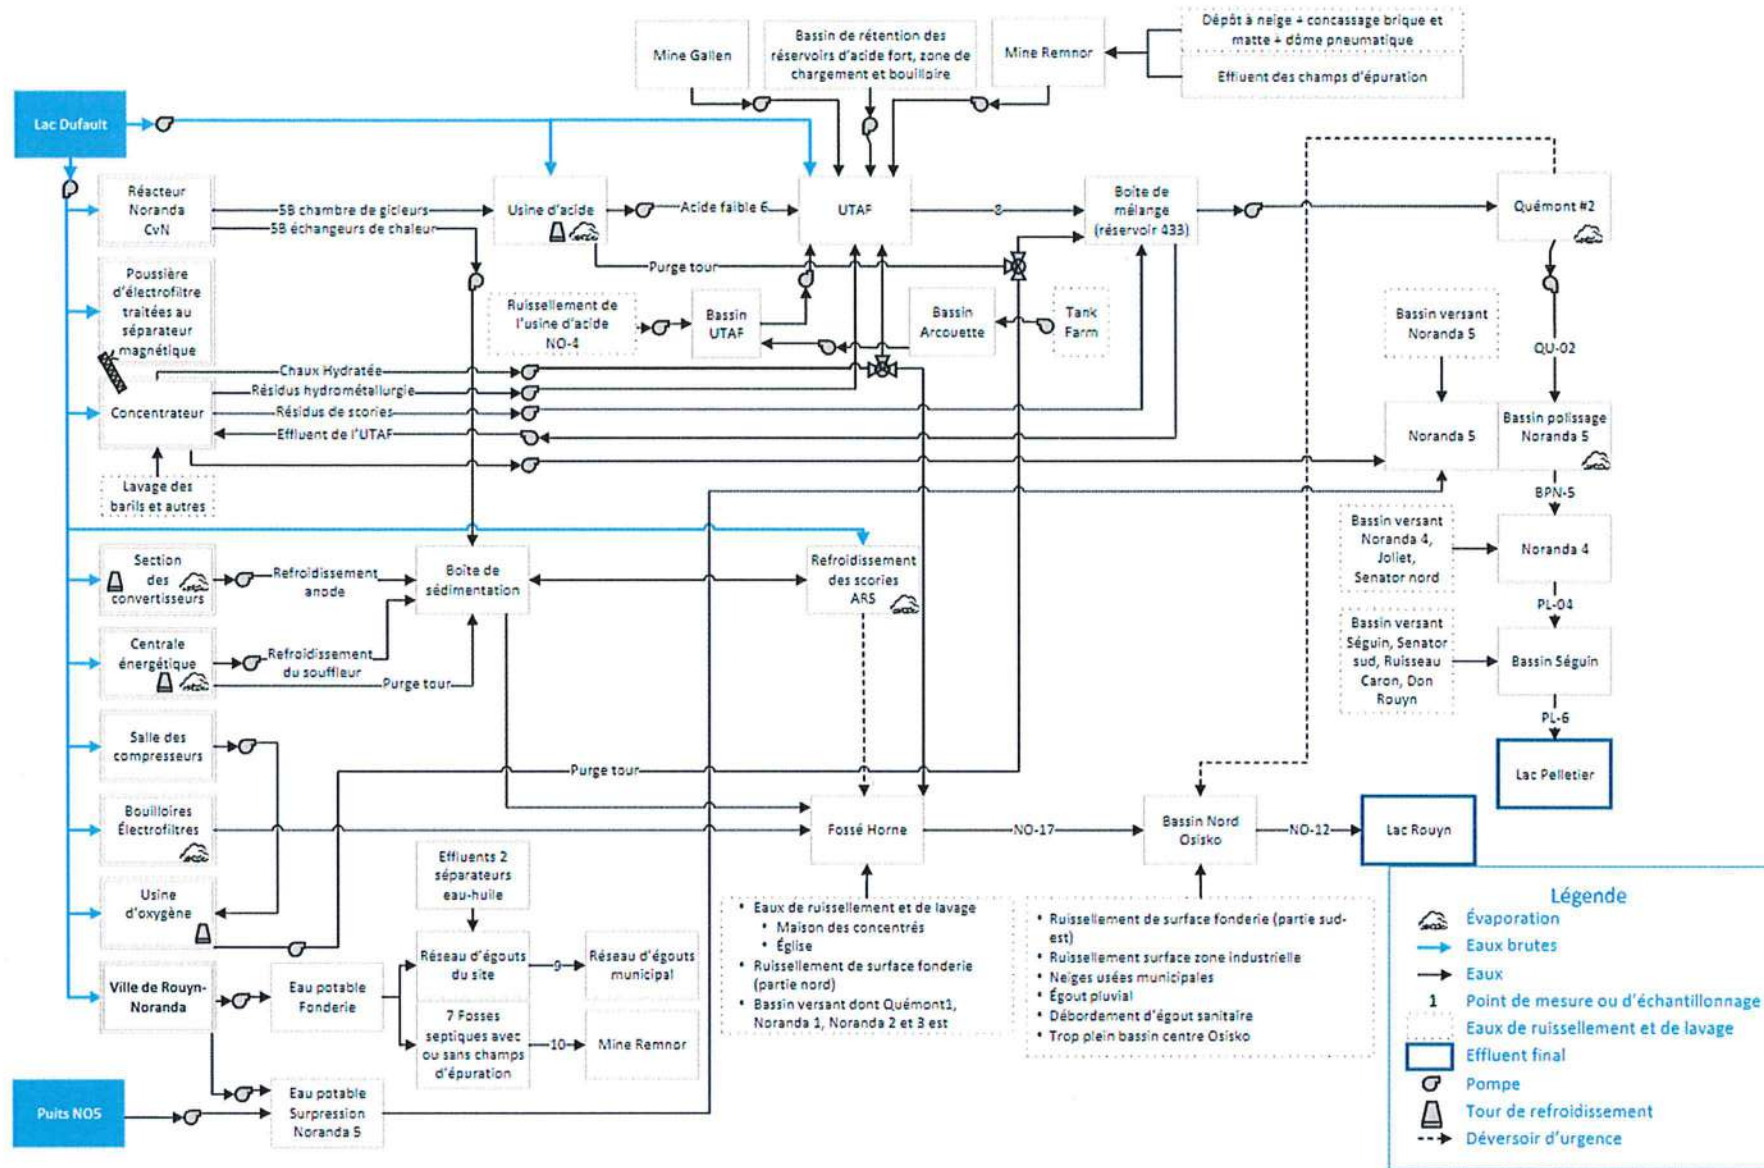 Mine Gallen
Bassin de rétention des
réservoirs d'acide fort, zone de
chargement et bouilloire
Mine Remnor
Dépôt à neige + concassage brique et
matte + dôme pneumatique
Effluent des champs d'épuration
Lac Dufault
Réacteur
Noranda
CvN
5B chambre de gicleurs
5B échangeurs de chaleur
Usine d'acide
Acide faible 6
UTAF
8
Boite de
mélange
(réservoir 433)
Quémont #2
Purge tour
Poussière
d'électrofiltre
traitées au
séparateur
magnétique
Ruissellement de
l'usine d'acide
NO-4
Bassin
UTAF
Bassin
Arcouette
Tank
Farm
Bassin versant
Noranda 5
QU-02
Concentrateur
Chaux Hydratée
Résidus hydrométallurgie
Résidus de scories
Effluent de l'UTAF
Noranda 5
Bassin polissage
Noranda 5
Lavage des
barils et autres
BPN-5
Section
des
convertisseurs
Refroidissement
anode
Boîte de
sédimentation
Refroidissement
des scories
ARS
Bassin versant
Noranda 4,
Joliet,
Senator nord
Noranda 4
PL-04
Centrale
énergétique
Refroidissement
du souffleur
Purge tour
Bassin versant
Séguin, Senator
sud, Ruisseau
Caron, Don
Rouyn
Bassin Séguin
PL-6
Salle des
compresseurs
Purge tour
Lac Pelletier
Bouilloires
Électrofiltres
Fossé Horne
NO-17
Bassin Nord
Osisko
NO-12
Lac Rouyn
Usine
d'oxygène
Effluents 2
séparateurs
eau-huile
Réseau d'égouts
du site
9
Réseau d'égouts
municipal
Ville de Rouyn-
Noranda
Eau potable
Fonderie
7 Fosses
septiques avec
ou sans champs
d'épuration
10
Mine Remnor
• Eaux de ruissellement et de lavage
• Maison des concentrés
• Église
• Ruissellement de surface fonderie
(partie nord)
• Bassin versant dont Quémont1,
Noranda 1, Noranda 2 et 3 est
• Ruissellement de surface fonderie (partie sud-
est)
• Ruissellement surface zone industrielle
• Neiges usées municipales
• Égout pluvial
• Débordement d'égout sanitaire
• Trop plein bassin centre Osisko
Puits NO5
Eau potable
Surpression
Noranda 5
Légende
Évaporation
Eaux brutes
Eaux
1 Point de mesure ou d'échantillonnage
Eaux de ruissellement et de lavage
Effluent final
Pompe
Tour de refroidissement
Déversoir d'urgence